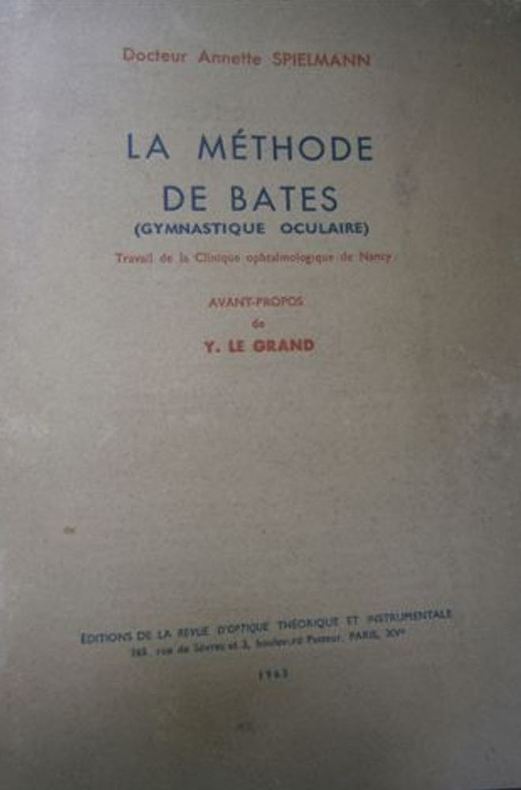 Docteur Annette SPIELMANN
LA MÉTHODE
DE BATES
(GYMNASTIQUE OCULAIRE)
Travail de la Clinique ophtalmologique de Nancy
AVANT-PROPOS
de
Y. LE GRAND
ÉDITIONS DE LA REVUE D'OPTIQUE THÉORIQUE ET INSTRUMENTALE
rue de Sèvres et 3, boulevard Pasteur, PARIS, XVe
1963